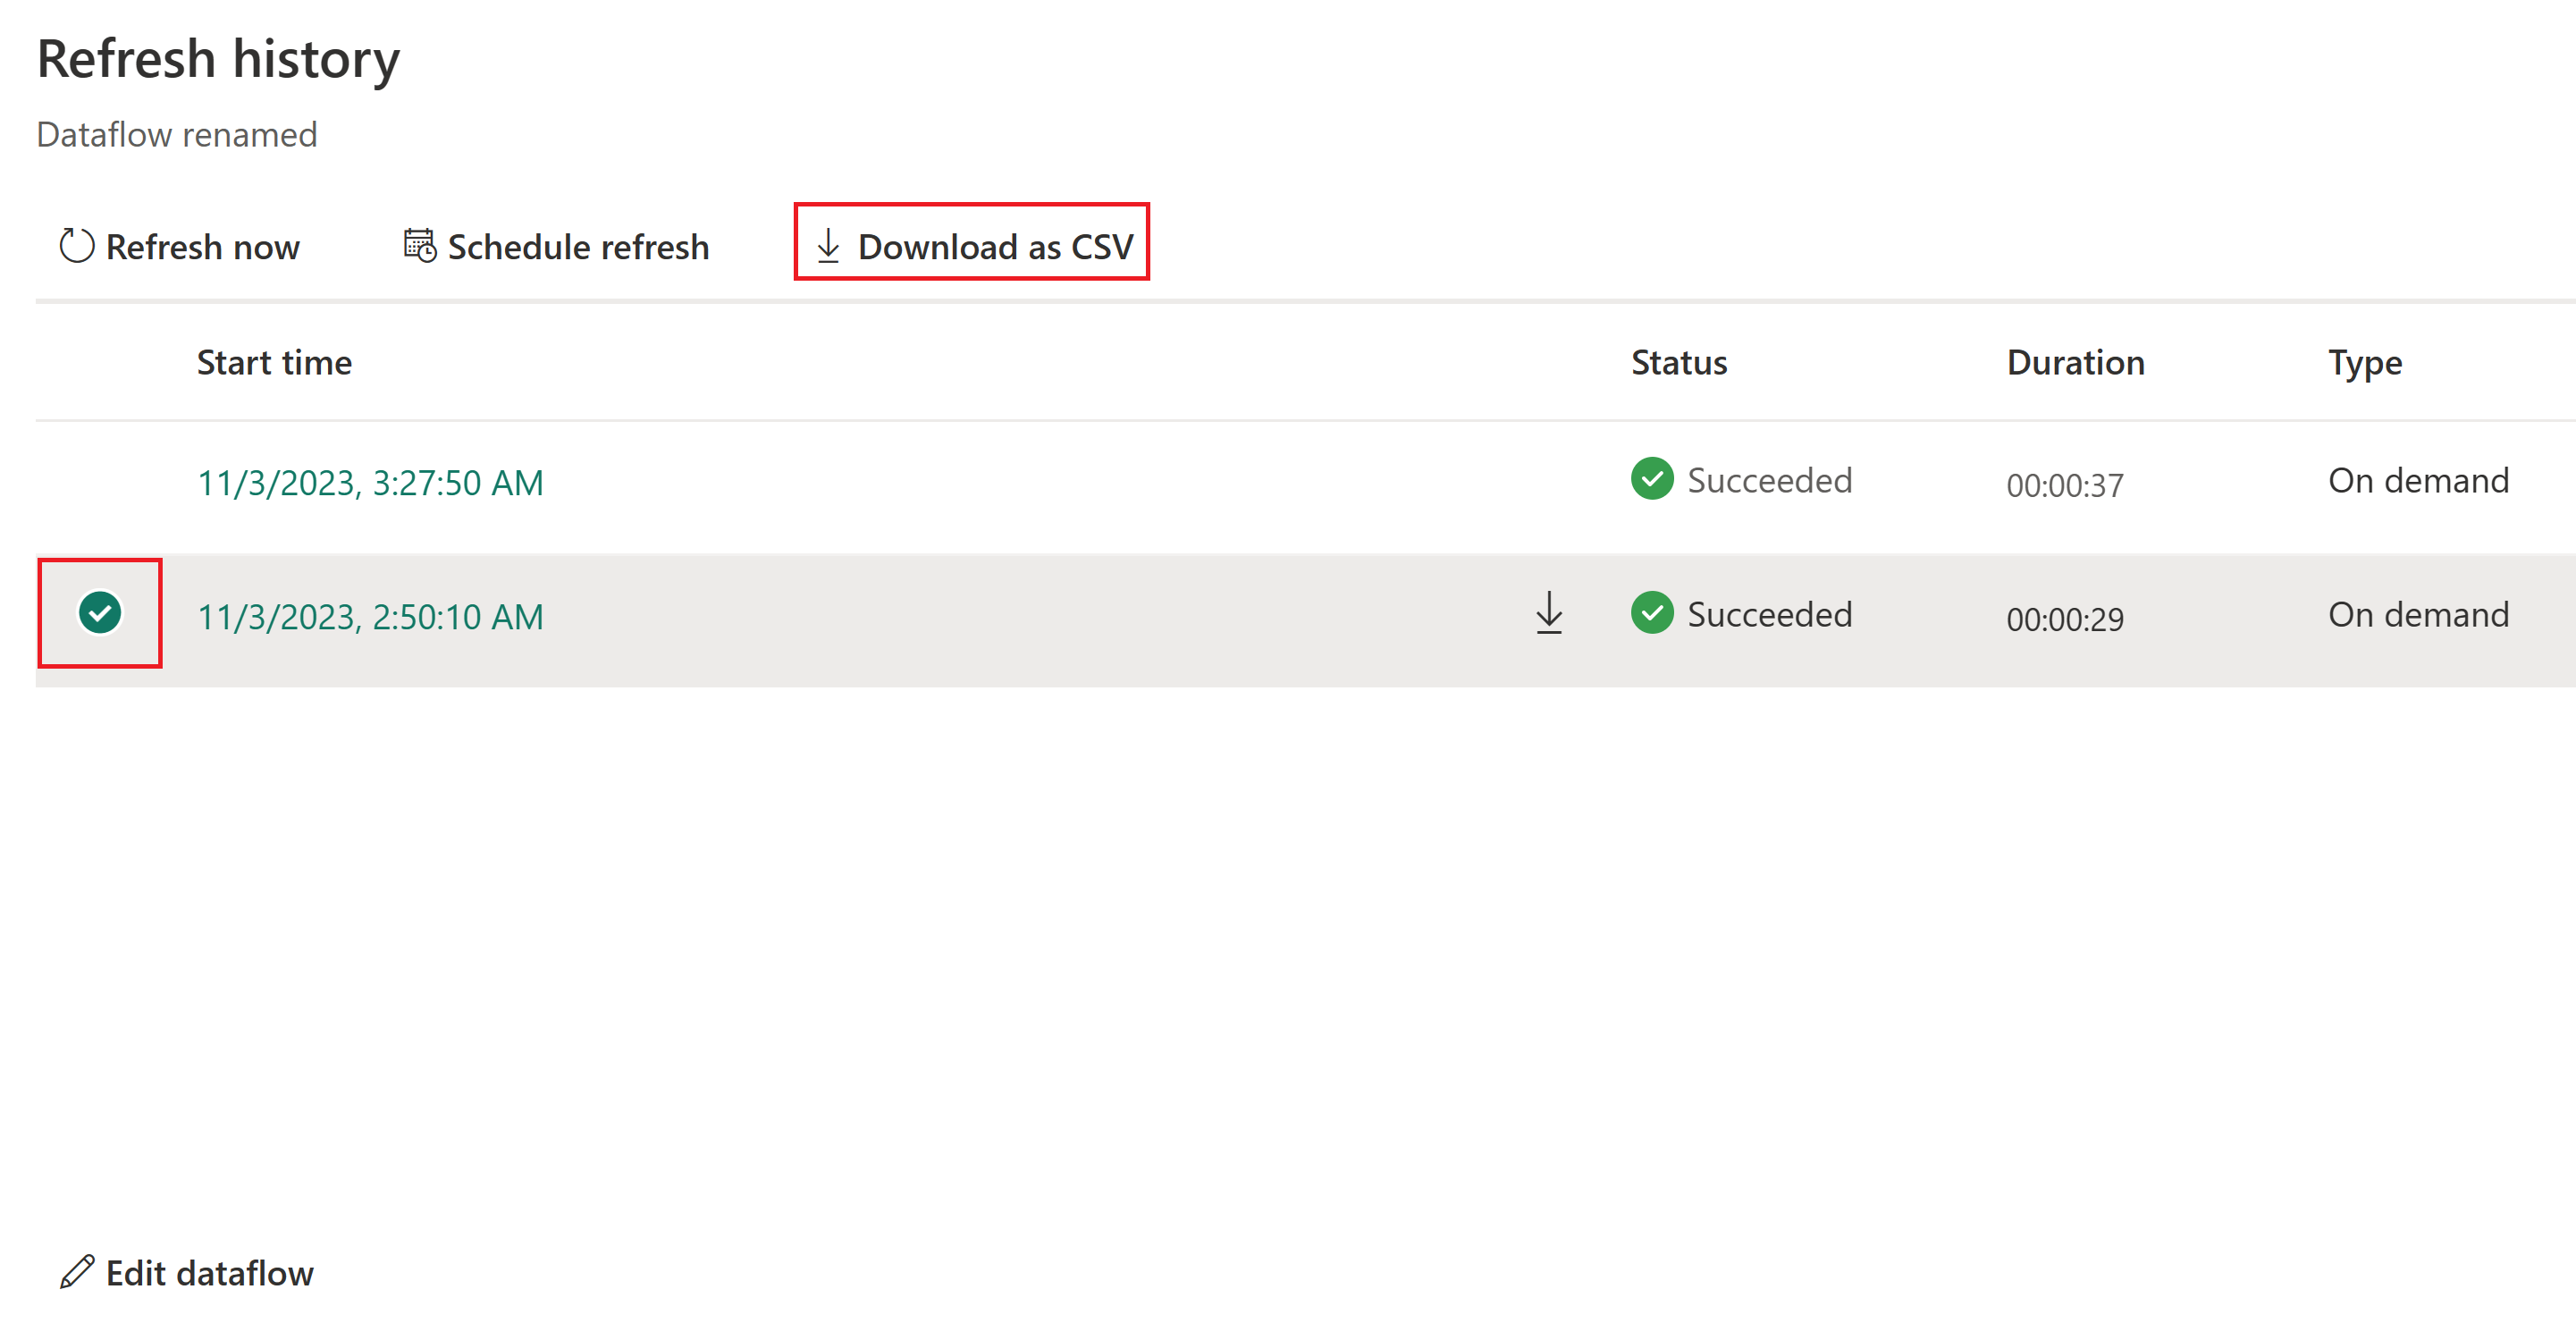 Refresh history
Dataflow renamed
Refresh now Schedule refresh Download as CSV
Start time Status Duration Type
11/3/2023, 3:27:50 AM Succeeded 00:00:37 On demand
11/3/2023, 2:50:10 AM Succeeded 00:00:29 On demand
Edit dataflow